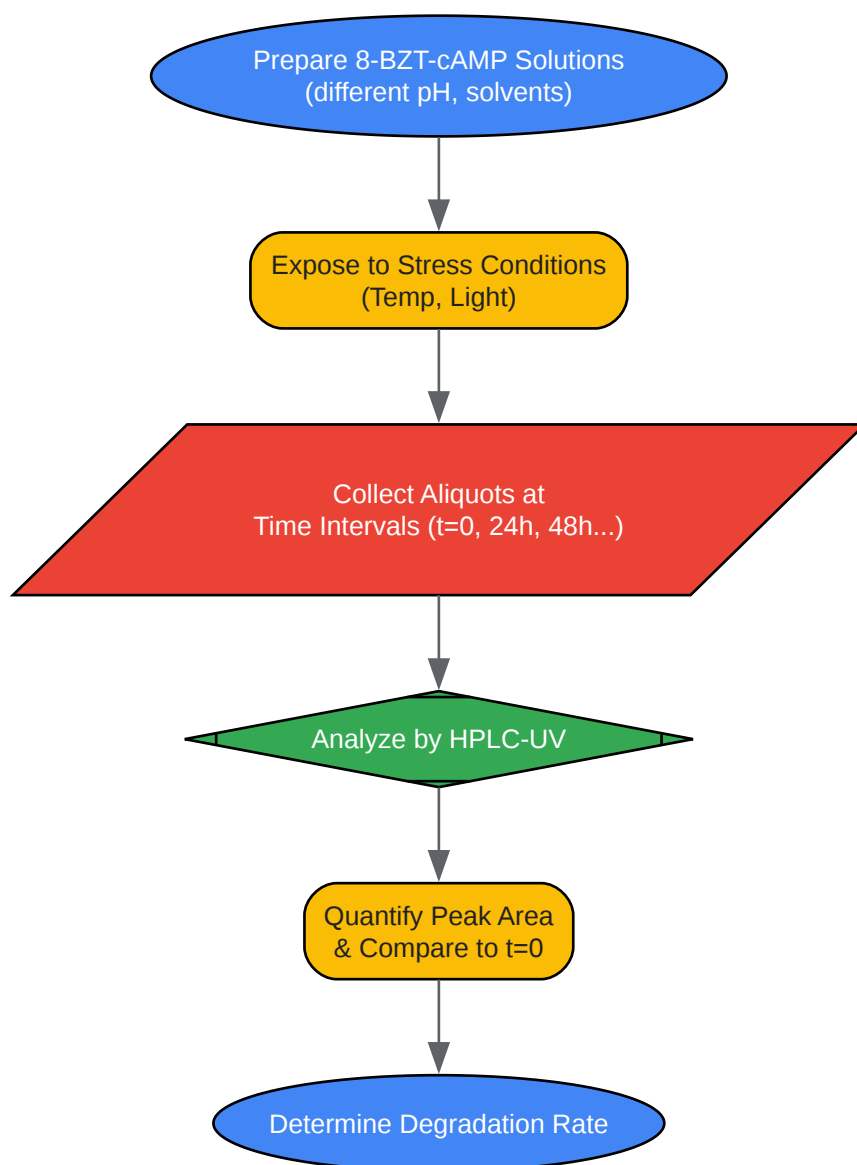 Prepare 8-BZT-cAMP Solutions
(different pH, solvents)
Expose to Stress Conditions
(Temp, Light)
Collect Aliquots at
Time Intervals (t=0, 24h, 48h...)
Analyze by HPLC-UV
Quantify Peak Area
& Compare to t=0
Determine Degradation Rate